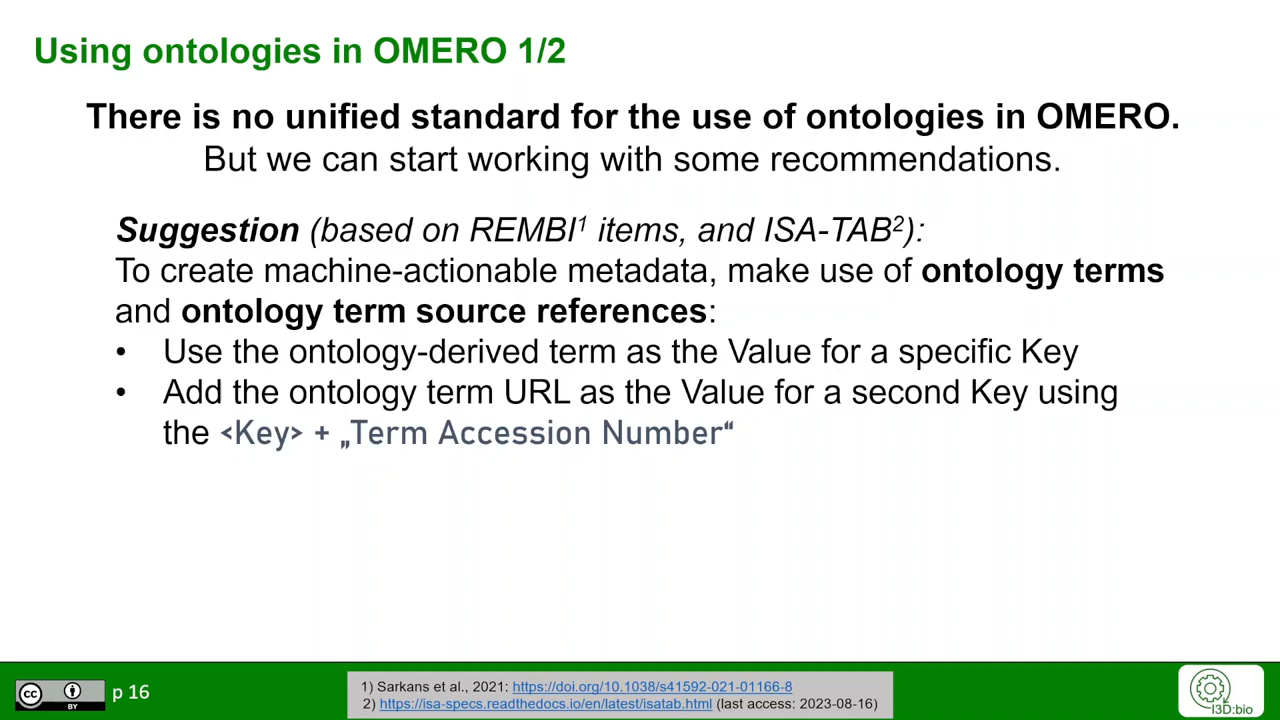 Using ontologies in OMERO 1/2
There is no unified standard for the use of ontologies in OMERO.
But we can start working with some recommendations.
Suggestion (based on REMBI¹ items, and ISA-TAB²):
To create machine-actionable metadata, make use of ontology terms
and ontology term source references:
• Use the ontology-derived term as the Value for a specific Key
• Add the ontology term URL as the Value for a second Key using
the <Key> + „Term Accession Number“
cc BY
p 16
1) Sarkans et al., 2021: https://doi.org/10.1038/s41592-021-01166-8
2) https://isa-specs.readthedocs.io/en/latest/isatab.html (last access: 2023-08-16)
I3D:bio